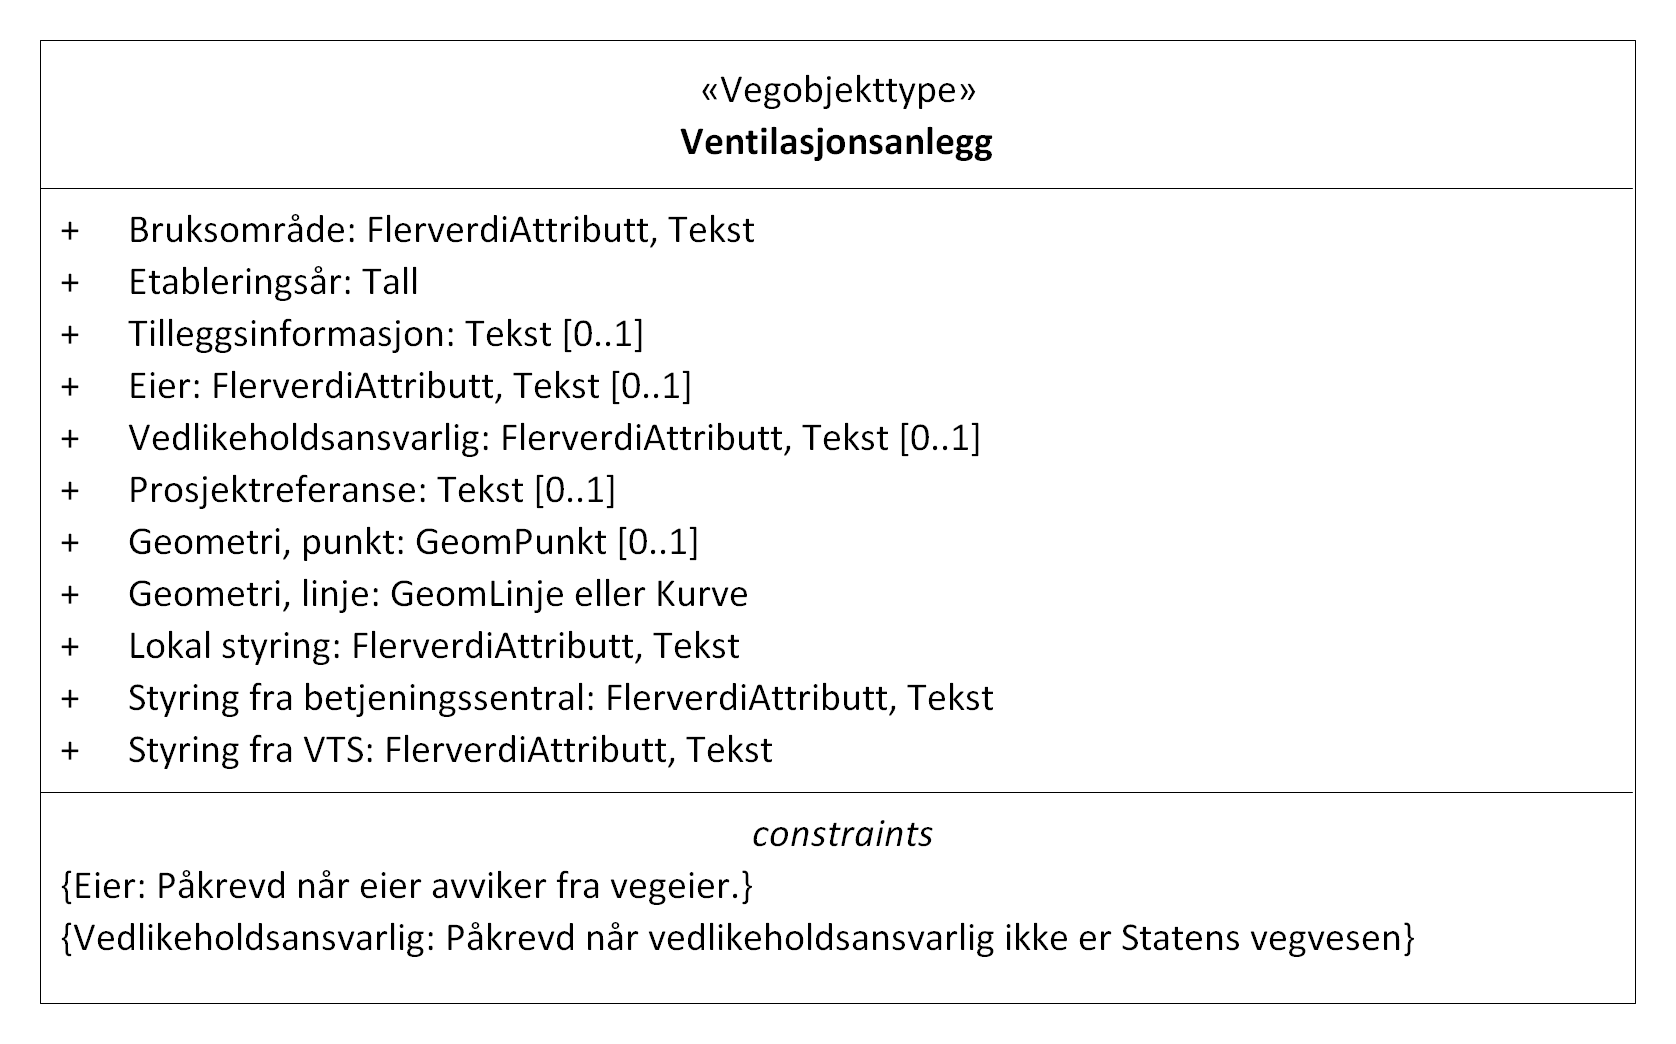 «Vegobjekttype»
Ventilasjonsanlegg
+ Bruksområde: FlerverdiAttributt, Tekst
+ Etableringsår: Tall
+ Tilleggsinformasjon: Tekst [0..1]
+ Eier: FlerverdiAttributt, Tekst [0..1]
+ Vedlikeholdsansvarlig: FlerverdiAttributt, Tekst [0..1]
+ Prosjektreferanse: Tekst [0..1]
+ Geometri, punkt: GeomPunkt [0..1]
+ Geometri, linje: GeomLinje eller Kurve
+ Lokal styring: FlerverdiAttributt, Tekst
+ Styring fra betjeningssentral: FlerverdiAttributt, Tekst
+ Styring fra VTS: FlerverdiAttributt, Tekst
constraints
{Eier: Påkrevd når eier avviker fra vegeier.}
{Vedlikeholdsansvarlig: Påkrevd når vedlikeholdsansvarlig ikke er Statens vegvesen}